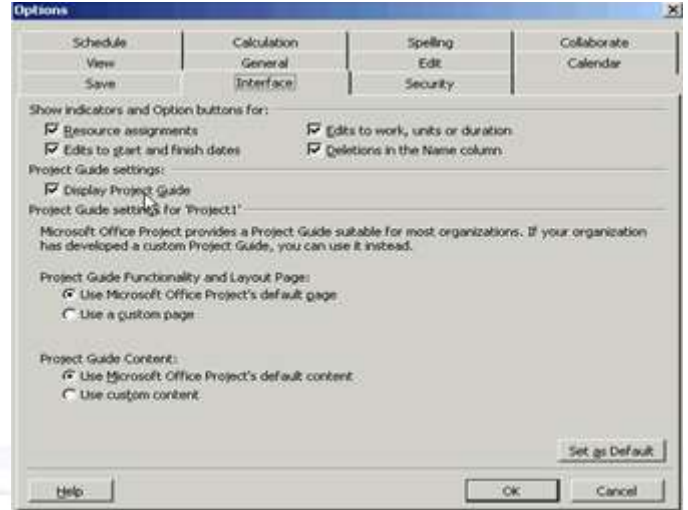 Options
Schedule Calculation Spelling Collaborate
View General Edit Calendar
Save Interface Security
Show indicators and Option buttons for:
Resource assignments Edits to work, units or duration
Edits to start and finish dates Deletions in the Name column
Project Guide settings:
Display Project Guide
Project Guide settings for 'Project1'
Microsoft Office Project provides a Project Guide suitable for most organizations. If your organization
has developed a custom Project Guide, you can use it instead.
Project Guide Functionality and Layout Page:
Use Microsoft Office Project's default page
Use a custom page
Project Guide Content:
Use Microsoft Office Project's default content
Use custom content
Set as Default
Help OK Cancel